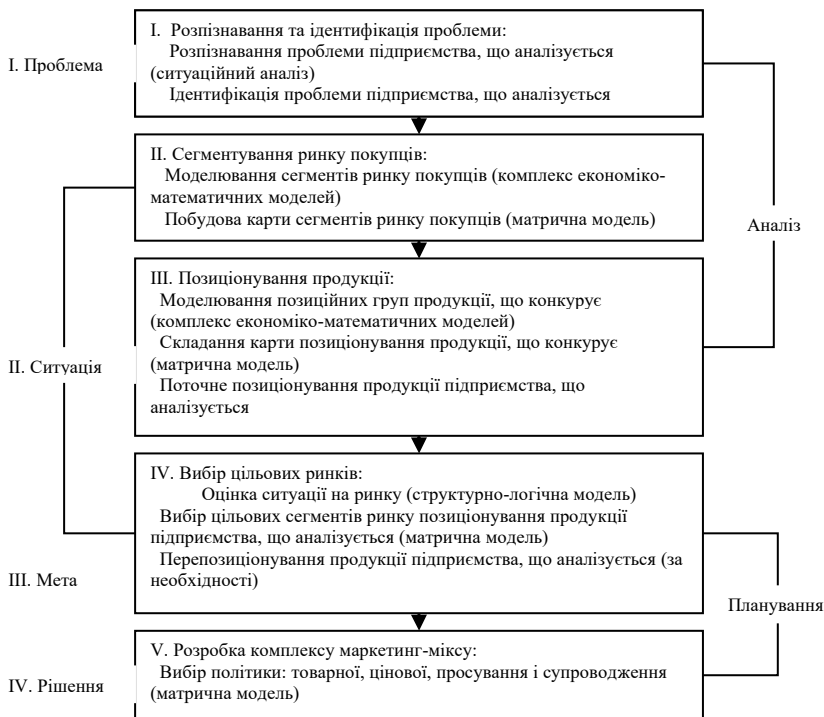 I. Розпізнавання та ідентифікація проблеми:
Розпізнавання проблеми підприємства, що аналізується
(ситуаційний аналіз)
Ідентифікація проблеми підприємства, що аналізується
I. Проблема
II. Сегментування ринку покупців:
Моделювання сегментів ринку покупців (комплекс економіко-
математичних моделей)
Побудова карти сегментів ринку покупців (матрична модель)
Аналіз
III. Позиціонування продукції:
Моделювання позиційних груп продукції, що конкурує
(комплекс економіко-математичних моделей)
Складання карти позиціонування продукції, що конкурує
(матрична модель)
Поточне позиціонування продукції підприємства, що
аналізується
II. Ситуація
IV. Вибір цільових ринків:
Оцінка ситуації на ринку (структурно-логічна модель)
Вибір цільових сегментів ринку позиціонування продукції
підприємства, що аналізується (матрична модель)
Перепозиціонування продукції підприємства, що аналізується (за
необхідності)
III. Мета
Планування
V. Розробка комплексу маркетинг-міксу:
Вибір політики: товарної, цінової, просування і супроводження
(матрична модель)
IV. Рішення